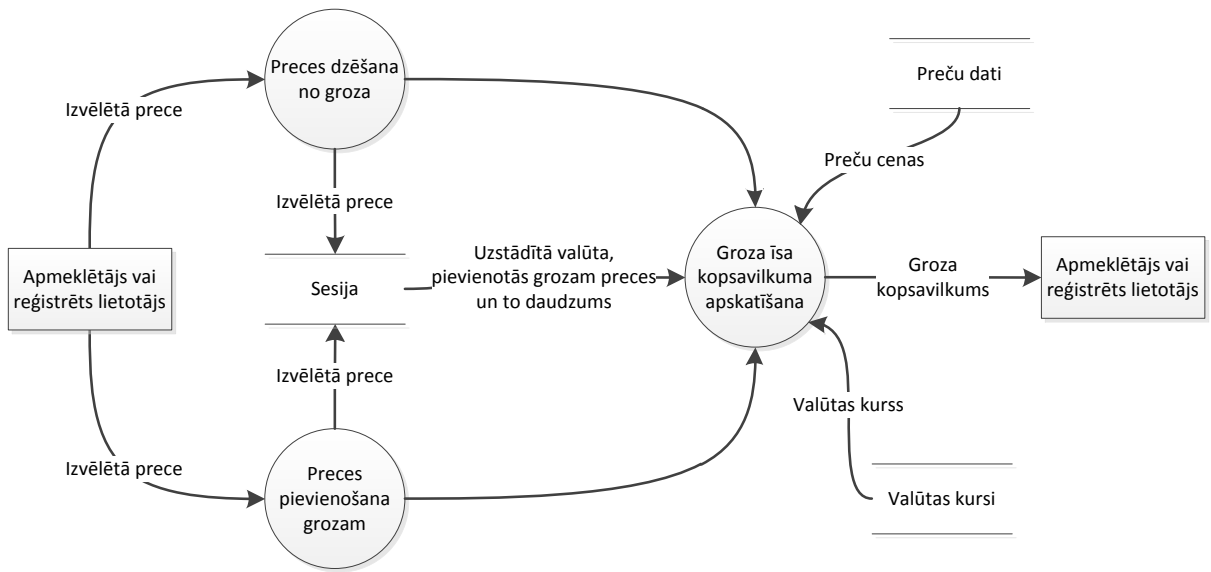 Preces dzēšana
no groza
Preču dati
Izvēlētā prece
Preču cenas
Izvēlētā prece
Apmeklētājs vai
reģistrēts lietotājs
Sesija
Uzstādītā valūta,
pievienotās grozam preces
un to daudzums
Groza īsa
kopsavilkuma
apskatīšana
Groza
kopsavilkums
Apmeklētājs vai
reģistrēts lietotājs
Izvēlētā prece
Valūtas kurss
Izvēlētā prece
Preces
pievienošana
grozam
Valūtas kursi